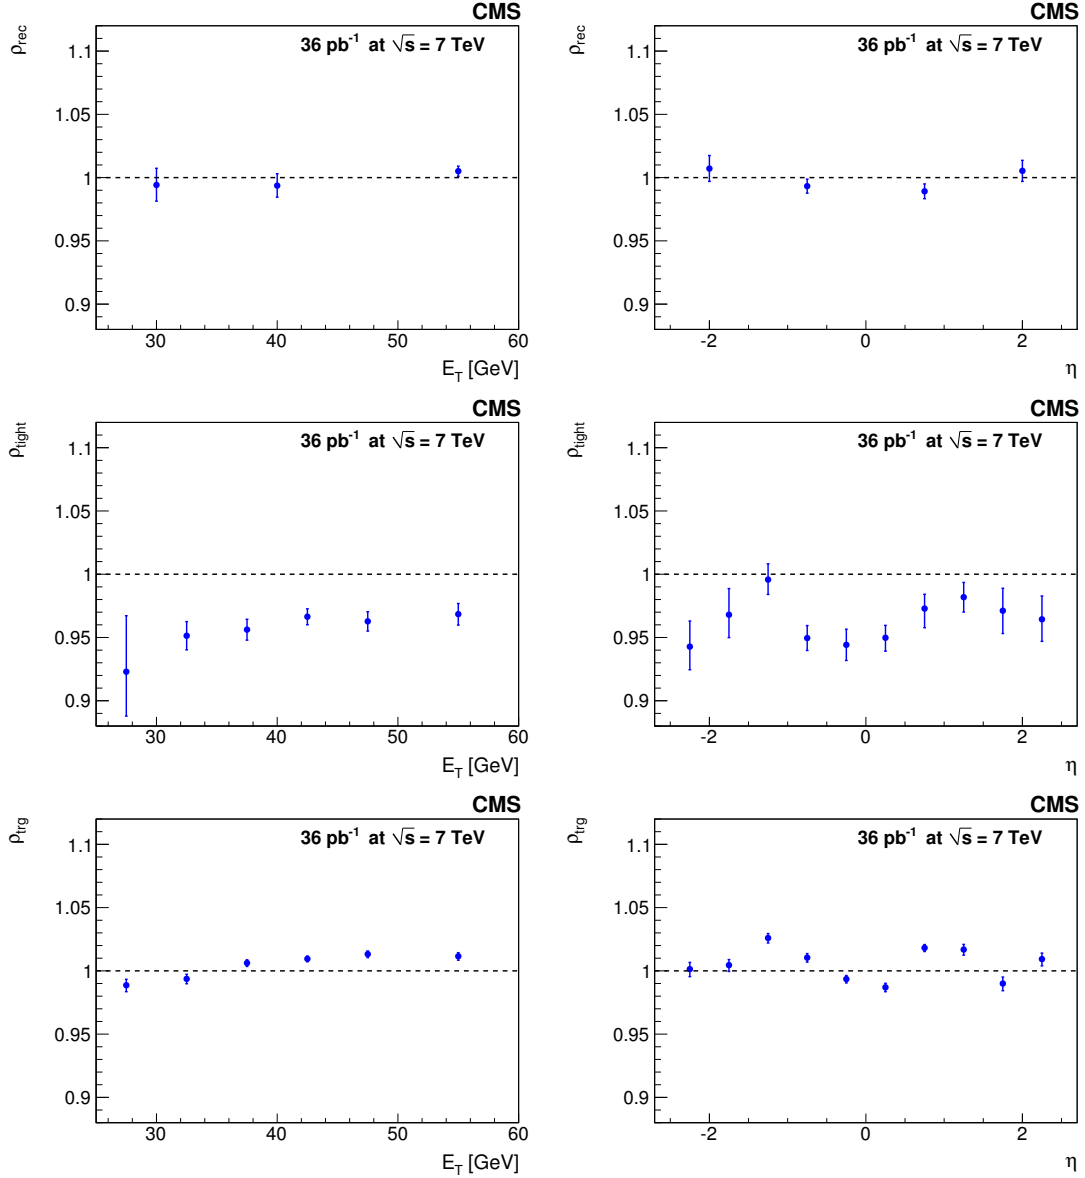 CMS
ρrec
36 pb⁻¹ at √s = 7 TeV
1.1
1.05
1
0.95
0.9
30 40 50 60
E_T [GeV]
CMS
ρrec
36 pb⁻¹ at √s = 7 TeV
1.1
1.05
1
0.95
0.9
-2 0 2
η
CMS
ρtight
36 pb⁻¹ at √s = 7 TeV
1.1
1.05
1
0.95
0.9
30 40 50 60
E_T [GeV]
CMS
ρtight
36 pb⁻¹ at √s = 7 TeV
1.1
1.05
1
0.95
0.9
-2 0 2
η
CMS
ρtrg
36 pb⁻¹ at √s = 7 TeV
1.1
1.05
1
0.95
0.9
30 40 50 60
E_T [GeV]
CMS
ρtrg
36 pb⁻¹ at √s = 7 TeV
1.1
1.05
1
0.95
0.9
-2 0 2
η